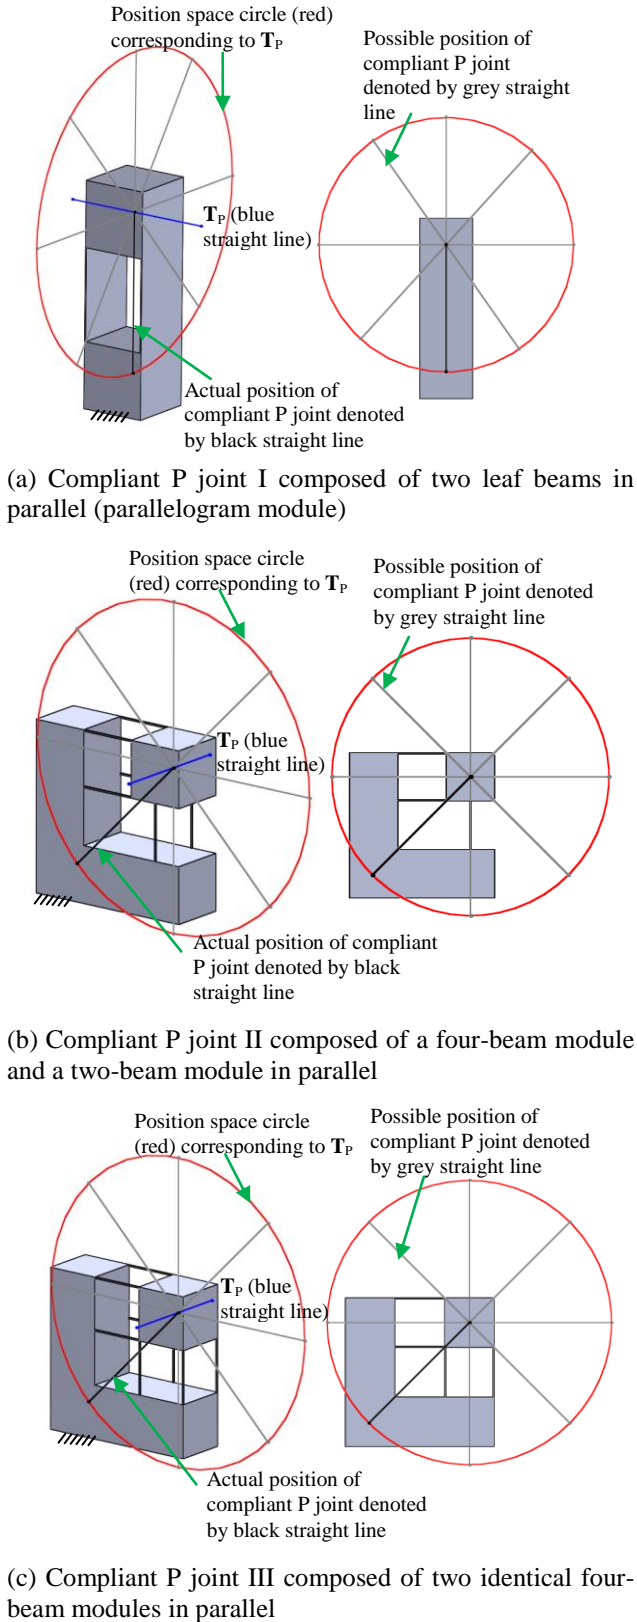 Position space circle (red)
corresponding to TP
Possible position of
compliant P joint
denoted by grey straight
line
TP (blue
straight line)
Actual position of
compliant P joint denoted
by black straight line
(a) Compliant P joint I composed of two leaf beams in
parallel (parallelogram module)
Position space circle
(red) corresponding to TP
Possible position of
compliant P joint denoted
by grey straight line
TP (blue
straight line)
Actual position of compliant
P joint denoted by black
straight line
(b) Compliant P joint II composed of a four-beam module
and a two-beam module in parallel
Position space circle
(red) corresponding to TP
Possible position of
compliant P joint denoted
by grey straight line
TP (blue
straight line)
Actual position of
compliant P joint denoted
by black straight line
(c) Compliant P joint III composed of two identical four-
beam modules in parallel